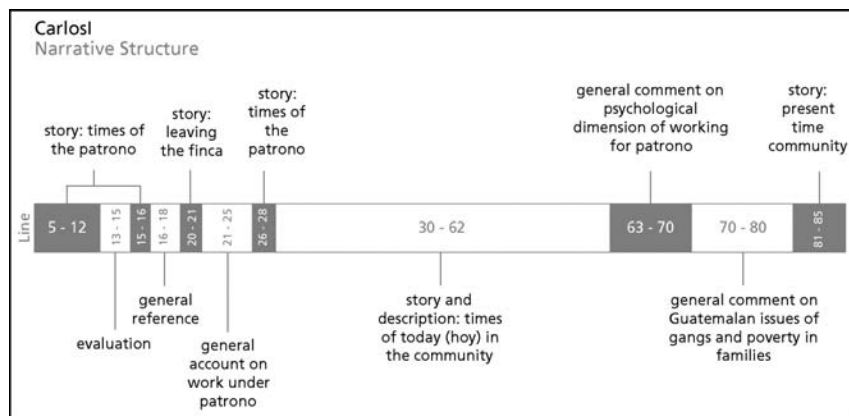 CarlosI
Narrative Structure
story: times of
the patrono
story:
leaving
the finca
story:
times of
the
patrono
general comment on
psychological
dimension of working
for patrono
story:
present
time
community
Line
5 - 12
13 - 15
15 - 16
16 - 18
20 - 21
21 - 25
26 - 28
30 - 62
63 - 70
70 - 80
81 - 85
evaluation
general
reference
general
account on
work under
patrono
story and
description: times
of today (hoy) in
the community
general comment on
Guatemalan issues of
gangs and poverty in
families